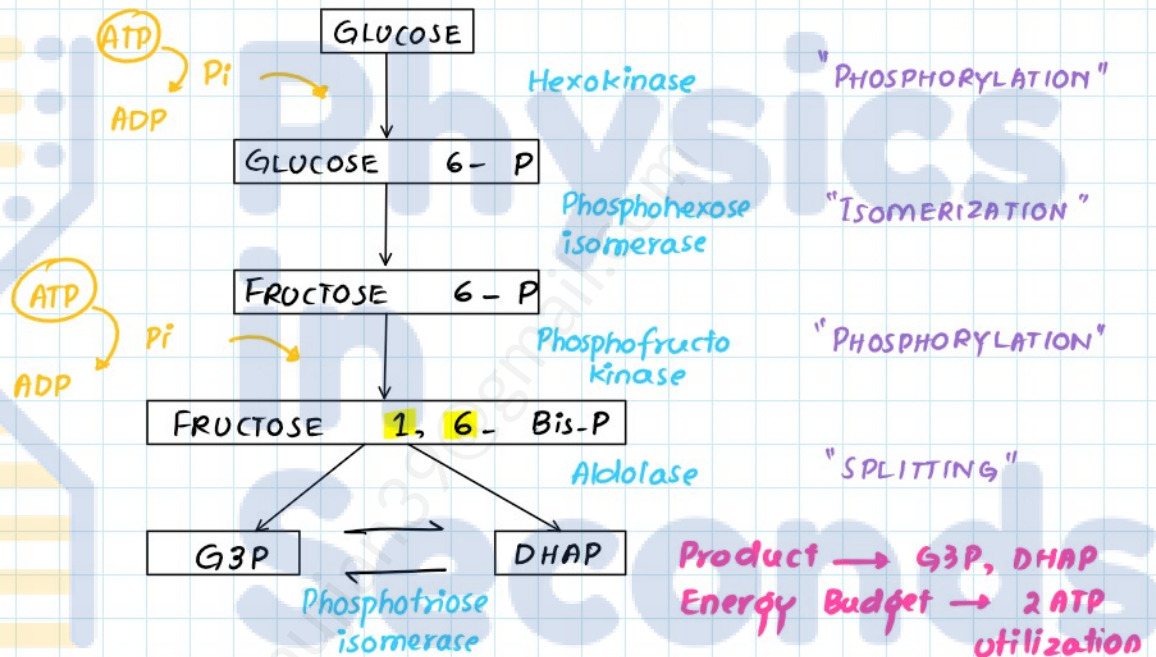 GLUCOSE
ATP
Pi
ADP
Hexokinase
"PHOSPHORYLATION"
GLUCOSE 6- P
Phosphohexose
isomerase
"ISOMERIZATION"
FRUCTOSE 6- P
ATP
Pi
ADP
Phosphofructo
kinase
"PHOSPHORYLATION"
FRUCTOSE 1, 6- Bis-P
Aldolase
"SPLITTING"
G3P
DHAP
Phosphotriose
isomerase
Product → G3P, DHAP
Energy Budget → 2 ATP
utilization
Physics
in
Seconds